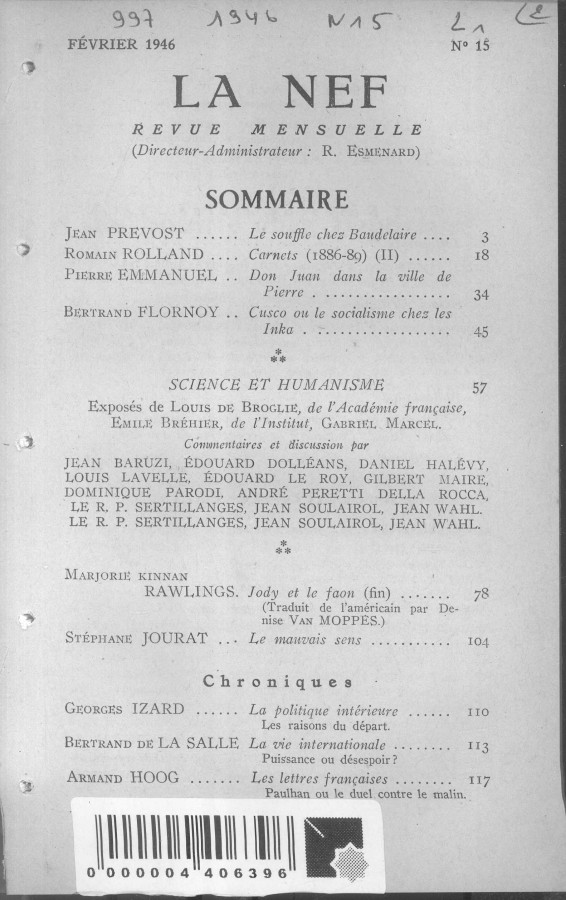 997 1946 N15
FÉVRIER 1946 Nº 15
LA NEF
REVUE MENSUELLE
(Directeur-Administrateur : R. ESMENARD)
SOMMAIRE
JEAN PREVOST ...... Le souffle chez Baudelaire .... 3
ROMAIN ROLLAND .... Carnets (1886-89) (II) ...... 18
PIERRE EMMANUEL .. Don Juan dans la ville de
Pierre . ................. 34
BERTRAND FLORNOY .. Cusco ou le socialisme chez les
Inka . .................. 45
***
SCIENCE ET HUMANISME 57
Exposés de LOUIS DE BROGLIE, de l'Académie française,
EMILE BRÉHIER, de l'Institut, GABRIEL MARCEL.
Commentaires et discussion par
JEAN BARUZI, ÉDOUARD DOLLÉANS, DANIEL HALÉVY,
LOUIS LAVELLE, ÉDOUARD LE ROY, GILBERT MAIRE,
DOMINIQUE PARODI, ANDRÉ PERETTI DELLA ROCCA,
LE R. P. SERTILLANGES, JEAN SOULAIROL, JEAN WAHL.
LE R. P. SERTILLANGES, JEAN SOULAIROL, JEAN WAHL.
***
MARJORIE KINNAN
RAWLINGS. Jody et le faon (fin) ....... 78
(Traduit de l'américain par De-
nise VAN MOPPÈS.)
STÉPHANE JOURAT ... Le mauvais sens ........... 104
Chroniques
GEORGES IZARD ...... La politique intérieure ...... 110
Les raisons du départ.
BERTRAND DE LA SALLE La vie internationale ........ 113
Puissance ou désespoir ?
ARMAND HOOG ....... Les lettres françaises ........ 117
Paulhan ou le duel contre le malin.
0 000004 406396